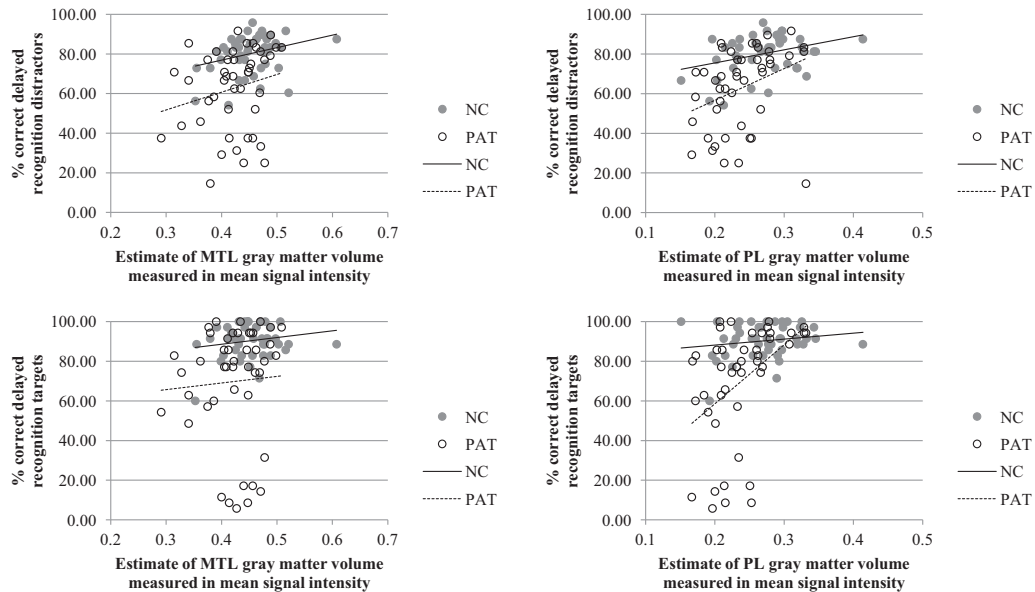 % correct delayed
recognition distractors
100.00
80.00
60.00
40.00
20.00
0.00
0.2 0.3 0.4 0.5 0.6 0.7
Estimate of MTL gray matter volume
measured in mean signal intensity
NC
PAT
NC
PAT
% correct delayed
recognition distractors
100.00
80.00
60.00
40.00
20.00
0.00
0.1 0.2 0.3 0.4 0.5
Estimate of PL gray matter volume
measured in mean signal intensity
NC
PAT
NC
PAT
% correct delayed
recognition targets
100.00
80.00
60.00
40.00
20.00
0.00
0.2 0.3 0.4 0.5 0.6 0.7
Estimate of MTL gray matter volume
measured in mean signal intensity
NC
PAT
NC
PAT
% correct delayed
recognition targets
100.00
80.00
60.00
40.00
20.00
0.00
0.1 0.2 0.3 0.4 0.5
Estimate of PL gray matter volume
measured in mean signal intensity
NC
PAT
NC
PAT